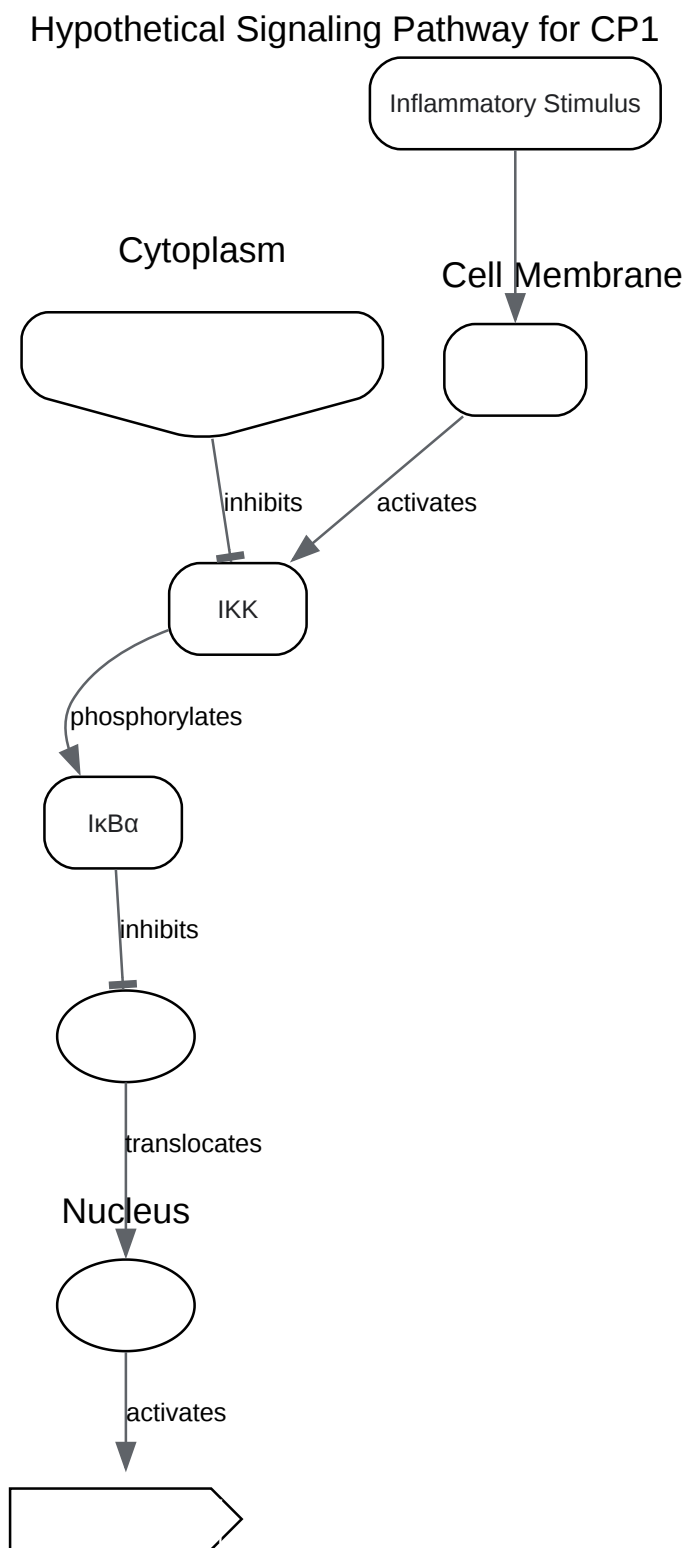 Hypothetical Signaling Pathway for CP1
Inflammatory Stimulus
Cytoplasm
Cell Membrane
inhibits
activates
IKK
phosphorylates
IκBα
inhibits
translocates
Nucleus
activates